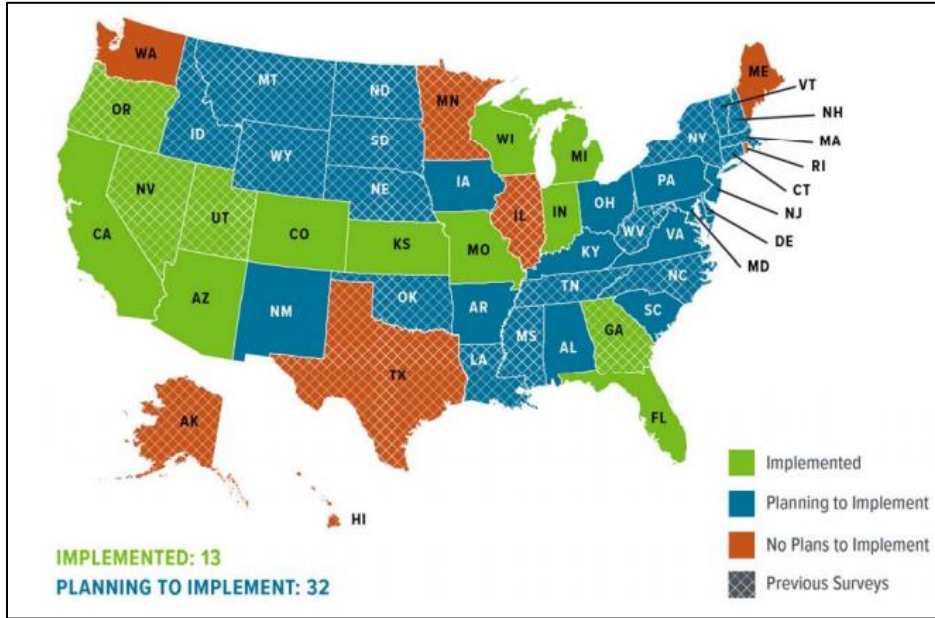 WA
MT
ND
MN
ME
VT
OR
ID
SD
WI
MI
NY
NH
WY
MA
NV
NE
IA
PA
RI
UT
IL
IN
OH
CT
CA
CO
KS
MO
KY
WV
VA
NJ
DE
MD
AZ
NM
OK
AR
TN
NC
SC
TX
LA
MS
AL
GA
AK
FL
HI
Implemented
Planning to Implement
No Plans to Implement
Previous Surveys
IMPLEMENTED: 13
PLANNING TO IMPLEMENT: 32